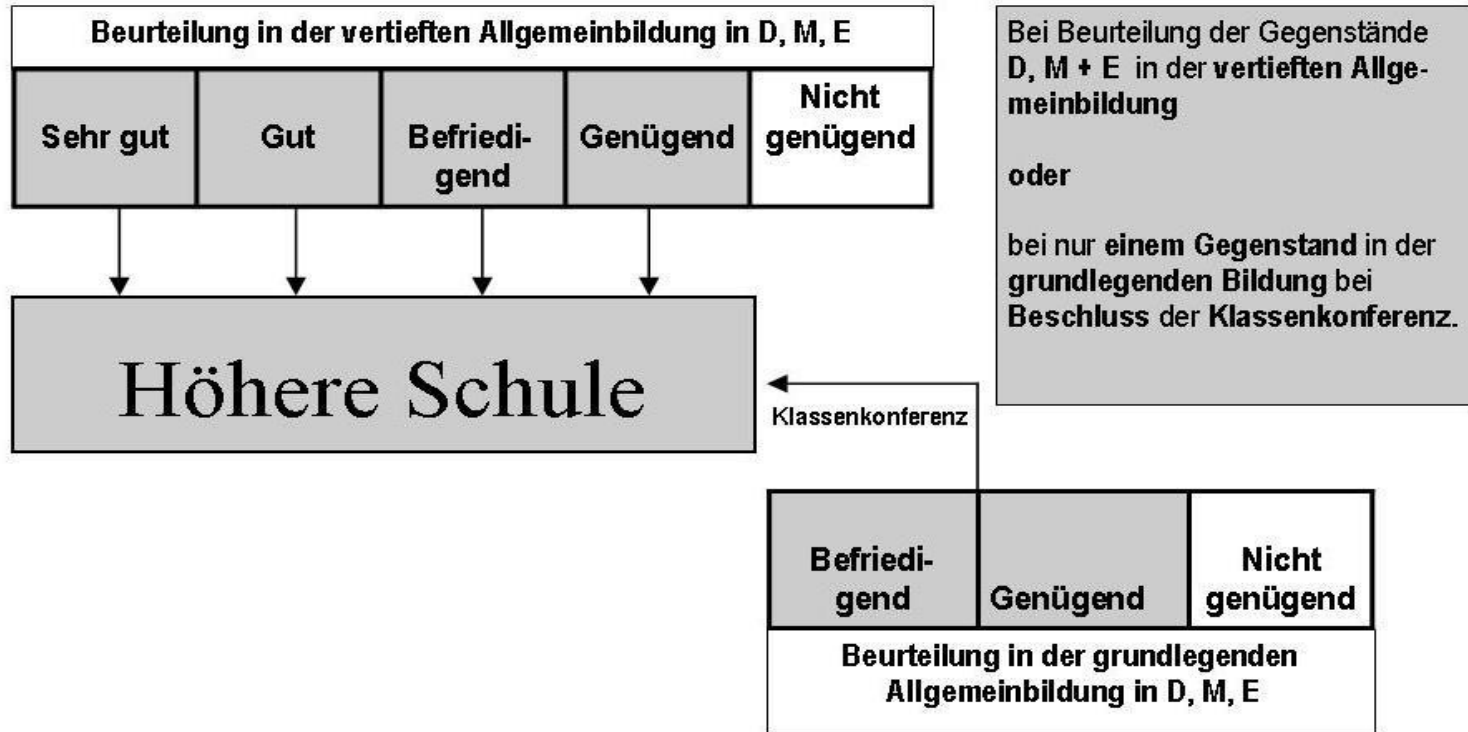 Beurteilung in der vertieften Allgemeinbildung in D, M, E
Sehr gut
Gut
Befriedi-
gend
Genügend
Nicht
genügend
Bei Beurteilung der Gegenstände
D, M + E in der vertieften Allge-
meinbildung
oder
bei nur einem Gegenstand in der
grundlegenden Bildung bei
Beschluss der Klassenkonferenz.
Höhere Schule
Klassenkonferenz
Befriedi-
gend
Genügend
Nicht
genügend
Beurteilung in der grundlegenden
Allgemeinbildung in D, M, E